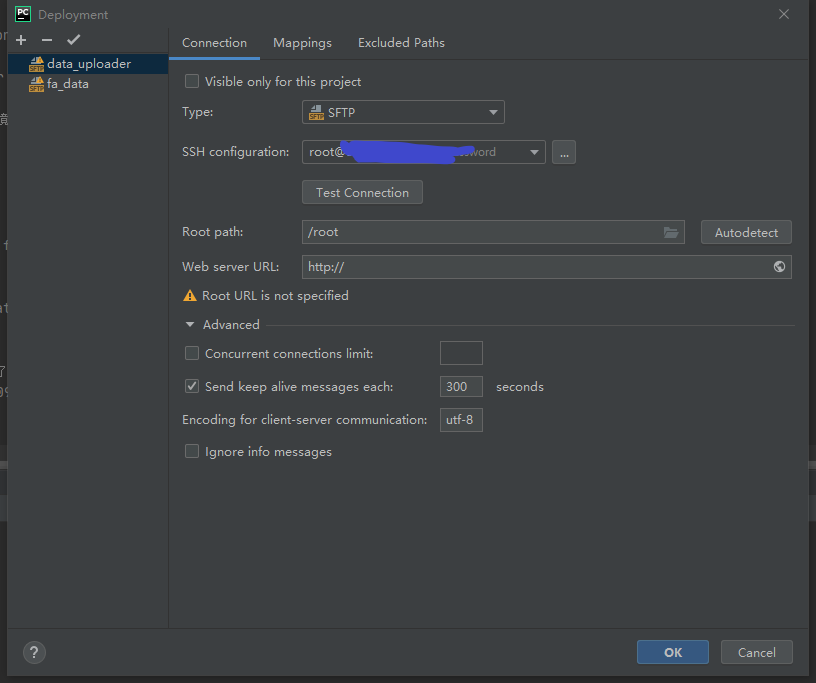 PC Deployment
data_uploader
fa_data
Connection Mappings Excluded Paths
Visible only for this project
Type: SFTP
SSH configuration: root@ word ...
Test Connection
Root path: /root Autodetect
Web server URL: http://
Root URL is not specified
Advanced
Concurrent connections limit:
Send keep alive messages each: 300 seconds
Encoding for client-server communication: utf-8
Ignore info messages
? OK Cancel